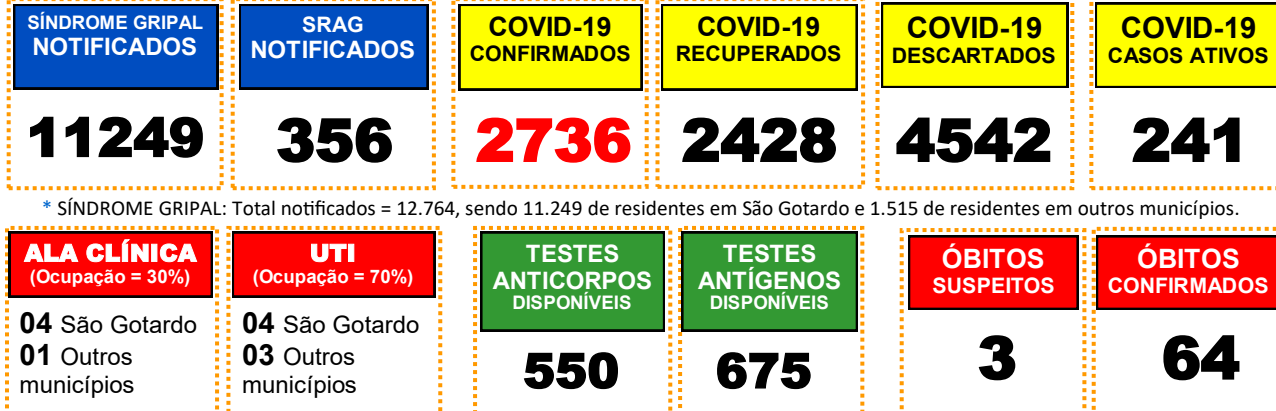 SÍNDROME GRIPAL
NOTIFICADOS
11249
SRAG
NOTIFICADOS
356
COVID-19
CONFIRMADOS
2736
COVID-19
RECUPERADOS
2428
COVID-19
DESCARTADOS
4542
COVID-19
CASOS ATIVOS
241
* SÍNDROME GRIPAL: Total notificados = 12.764, sendo 11.249 de residentes em São Gotardo e 1.515 de residentes em outros municípios.
ALA CLÍNICA
(Ocupação = 30%)
04 São Gotardo
01 Outros
municípios
UTI
(Ocupação = 70%)
04 São Gotardo
03 Outros
municípios
TESTES
ANTICORPOS
DISPONÍVEIS
550
TESTES
ANTÍGENOS
DISPONÍVEIS
675
ÓBITOS
SUSPEITOS
3
ÓBITOS
CONFIRMADOS
64